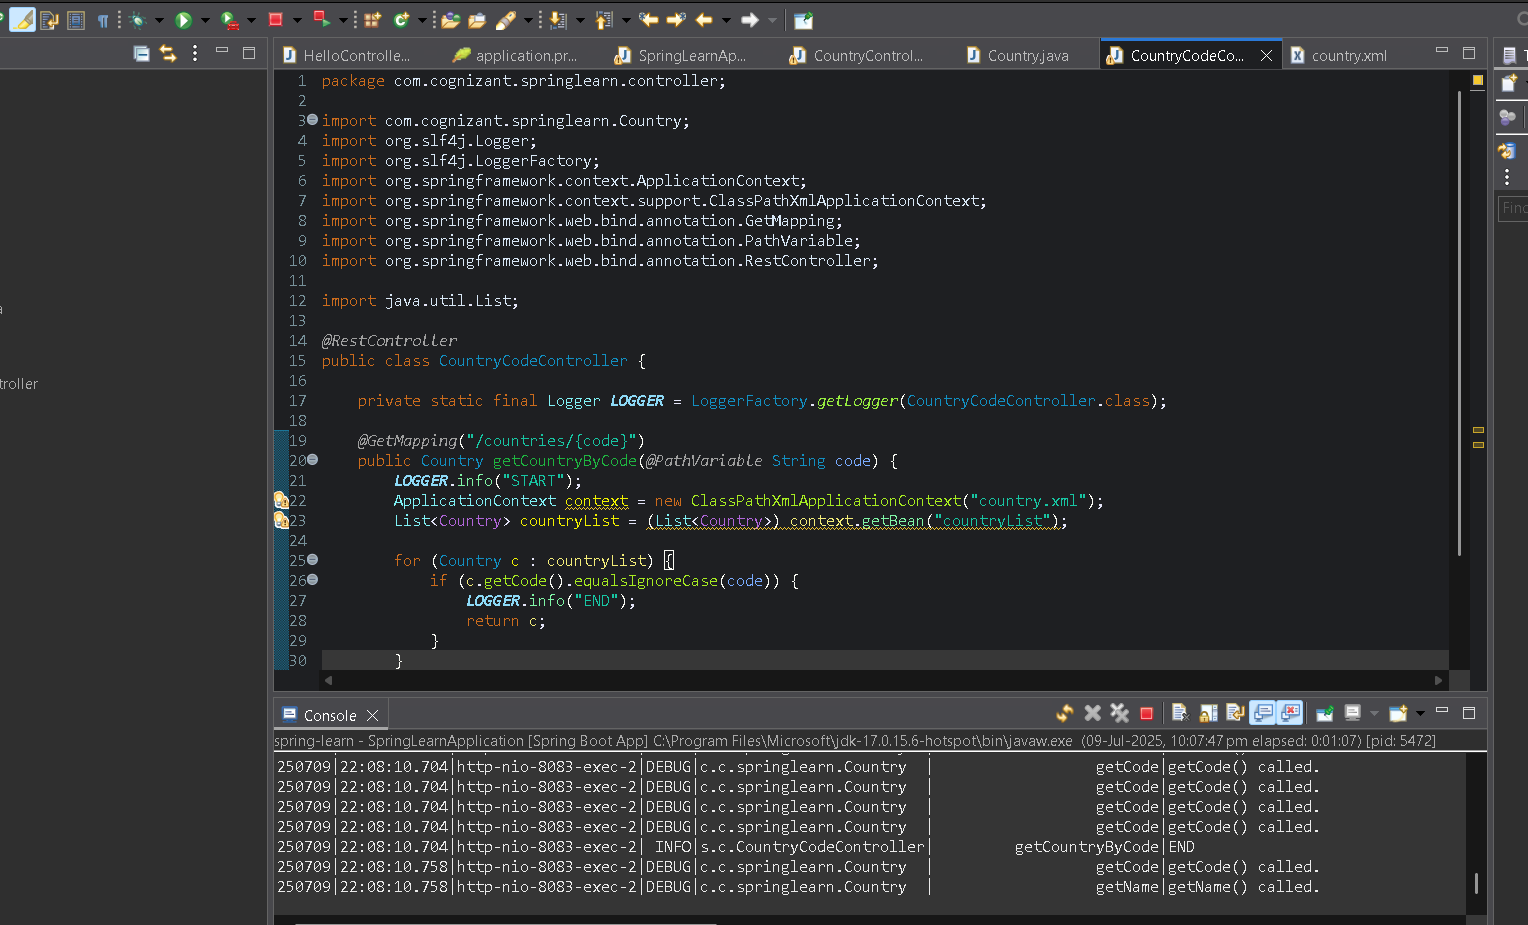 HelloControlle...
application.pr...
SpringLearnAp...
CountryControl...
Country.java
CountryCodeCo...
country.xml
1 package com.cognizant.springlearn.controller;
2
3 import com.cognizant.springlearn.Country;
4 import org.slf4j.Logger;
5 import org.slf4j.LoggerFactory;
6 import org.springframework.context.ApplicationContext;
7 import org.springframework.context.support.ClassPathXmlApplicationContext;
8 import org.springframework.web.bind.annotation.GetMapping;
9 import org.springframework.web.bind.annotation.PathVariable;
10 import org.springframework.web.bind.annotation.RestController;
11
12 import java.util.List;
13
14 @RestController
15 public class CountryCodeController {
16
17     private static final Logger LOGGER = LoggerFactory.getLogger(CountryCodeController.class);
18
19     @GetMapping("/countries/{code}")
20     public Country getCountryByCode(@PathVariable String code) {
21         LOGGER.info("START");
22         ApplicationContext context = new ClassPathXmlApplicationContext("country.xml");
23         List<Country> countryList = (List<Country>) context.getBean("countryList");
24
25         for (Country c : countryList) {
26             if (c.getCode().equalsIgnoreCase(code)) {
27                 LOGGER.info("END");
28                 return c;
29             }
30         }
troller
Find
Console
spring-learn - SpringLearnApplication [Spring Boot App] C:\Program Files\Microsoft\jdk-17.0.15.6-hotspot\bin\javaw.exe (09-Jul-2025, 10:07:47 pm elapsed: 0:01:07) [pid: 5472]
250709|22:08:10.704|http-nio-8083-exec-2|DEBUG|c.c.springlearn.Country  |                  getCode|getCode() called.
250709|22:08:10.704|http-nio-8083-exec-2|DEBUG|c.c.springlearn.Country  |                  getCode|getCode() called.
250709|22:08:10.704|http-nio-8083-exec-2|DEBUG|c.c.springlearn.Country  |                  getCode|getCode() called.
250709|22:08:10.704|http-nio-8083-exec-2|DEBUG|c.c.springlearn.Country  |                  getCode|getCode() called.
250709|22:08:10.704|http-nio-8083-exec-2| INFO|s.c.CountryCodeController|         getCountryByCode|END
250709|22:08:10.758|http-nio-8083-exec-2|DEBUG|c.c.springlearn.Country  |                  getCode|getCode() called.
250709|22:08:10.758|http-nio-8083-exec-2|DEBUG|c.c.springlearn.Country  |                  getName|getName() called.